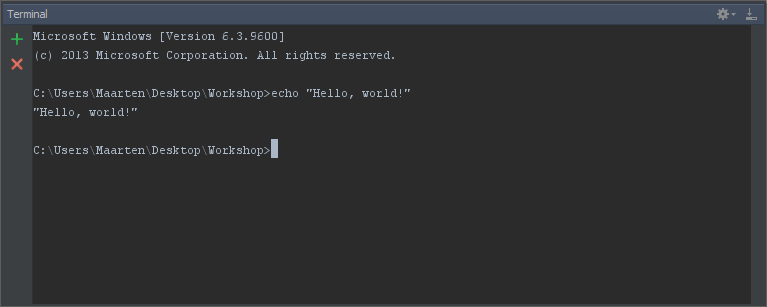 Terminal
Microsoft Windows [Version 6.3.9600]
(c) 2013 Microsoft Corporation. All rights reserved.
C:\Users\Maarten\Desktop\Workshop>echo "Hello, world!"
"Hello, world!"
C:\Users\Maarten\Desktop\Workshop>